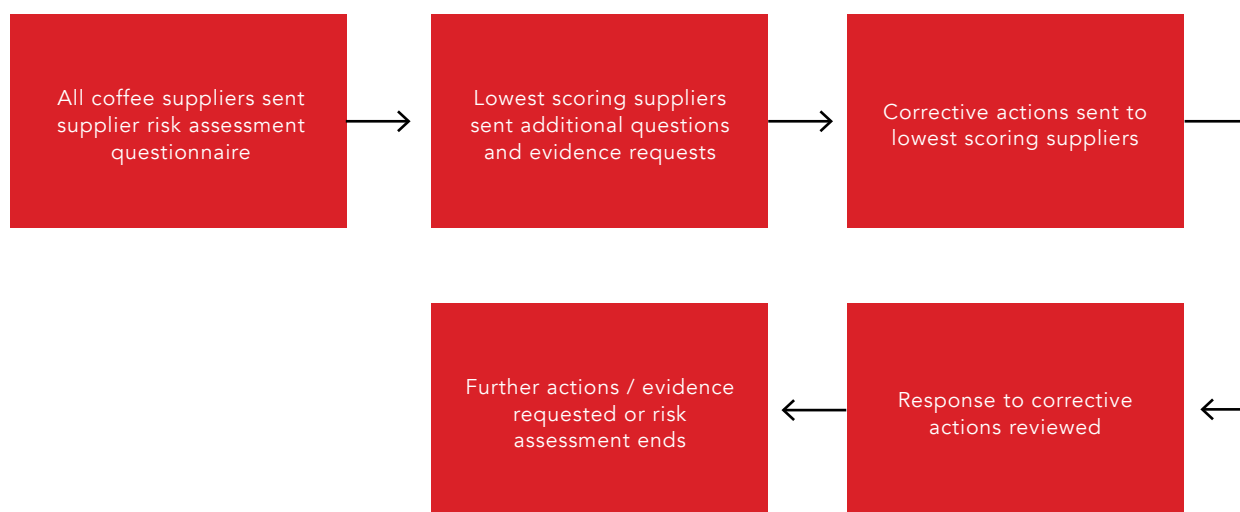 All coffee suppliers sent
supplier risk assessment
questionnaire
Lowest scoring suppliers
sent additional questions
and evidence requests
Corrective actions sent to
lowest scoring suppliers
Response to corrective
actions reviewed
Further actions / evidence
requested or risk
assessment ends